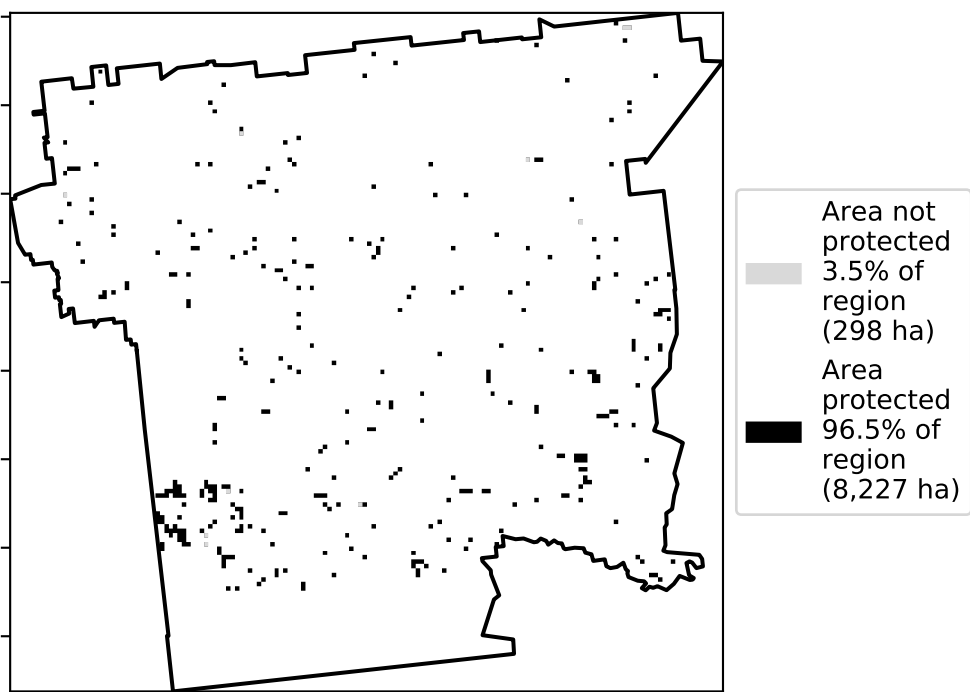 Area not
protected
3.5% of
region
(298 ha)
Area
protected
96.5% of
region
(8,227 ha)